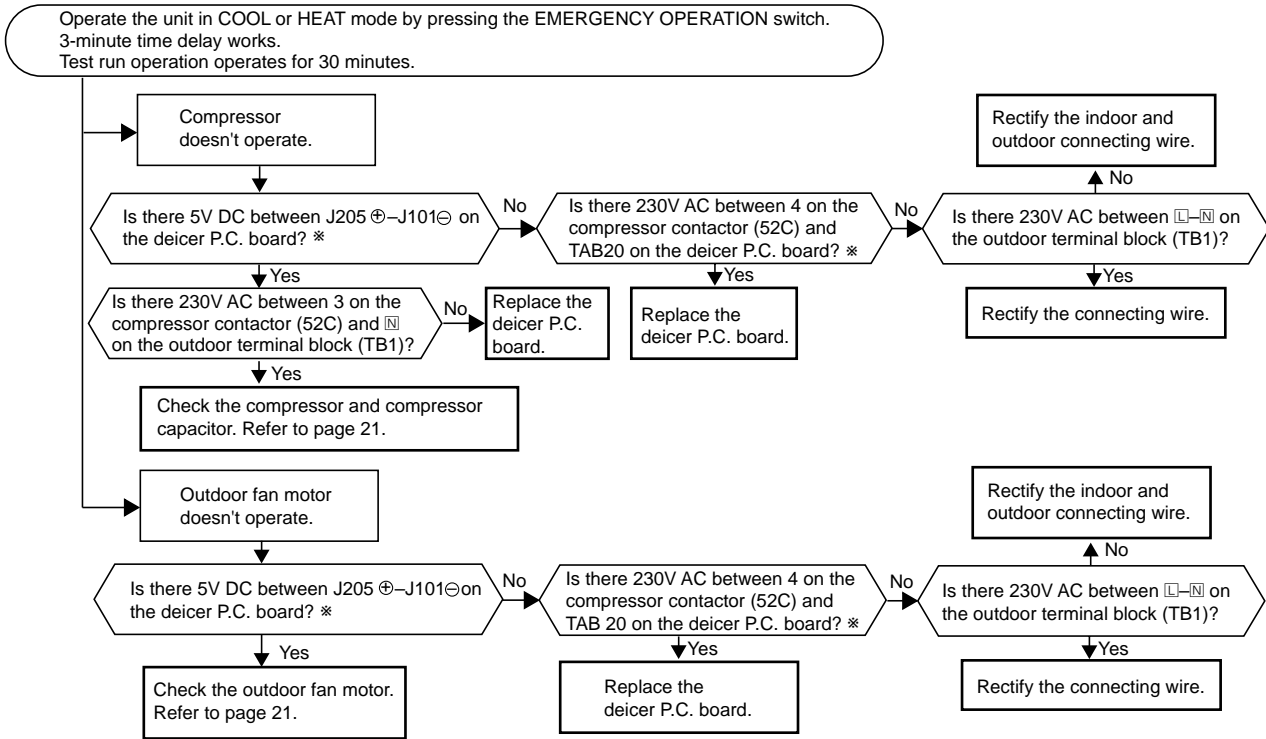 Operate the unit in COOL or HEAT mode by pressing the EMERGENCY OPERATION switch.
3-minute time delay works.
Test run operation operates for 30 minutes.
Compressor
doesn't operate.
Is there 5V DC between J205 ⊕–J101⊖ on
the deicer P.C. board? ※
No
Is there 230V AC between 4 on the
compressor contactor (52C) and
TAB20 on the deicer P.C. board? ※
No
Is there 230V AC between 🄻–🄽 on
the outdoor terminal block (TB1)?
No
Rectify the indoor and
outdoor connecting wire.
Yes
Rectify the connecting wire.
Yes
Replace the
deicer P.C. board.
Yes
Is there 230V AC between 3 on the
compressor contactor (52C) and 🄽
on the outdoor terminal block (TB1)?
No
Replace the
deicer P.C.
board.
Yes
Check the compressor and compressor
capacitor. Refer to page 21.
Outdoor fan motor
doesn't operate.
Is there 5V DC between J205 ⊕–J101⊖on
the deicer P.C. board? ※
No
Is there 230V AC between 4 on the
compressor contactor (52C) and
TAB 20 on the deicer P.C. board? ※
No
Is there 230V AC between 🄻–🄽 on
the outdoor terminal block (TB1)?
No
Rectify the indoor and
outdoor connecting wire.
Yes
Rectify the connecting wire.
Yes
Replace the
deicer P.C. board.
Yes
Check the outdoor fan motor.
Refer to page 21.